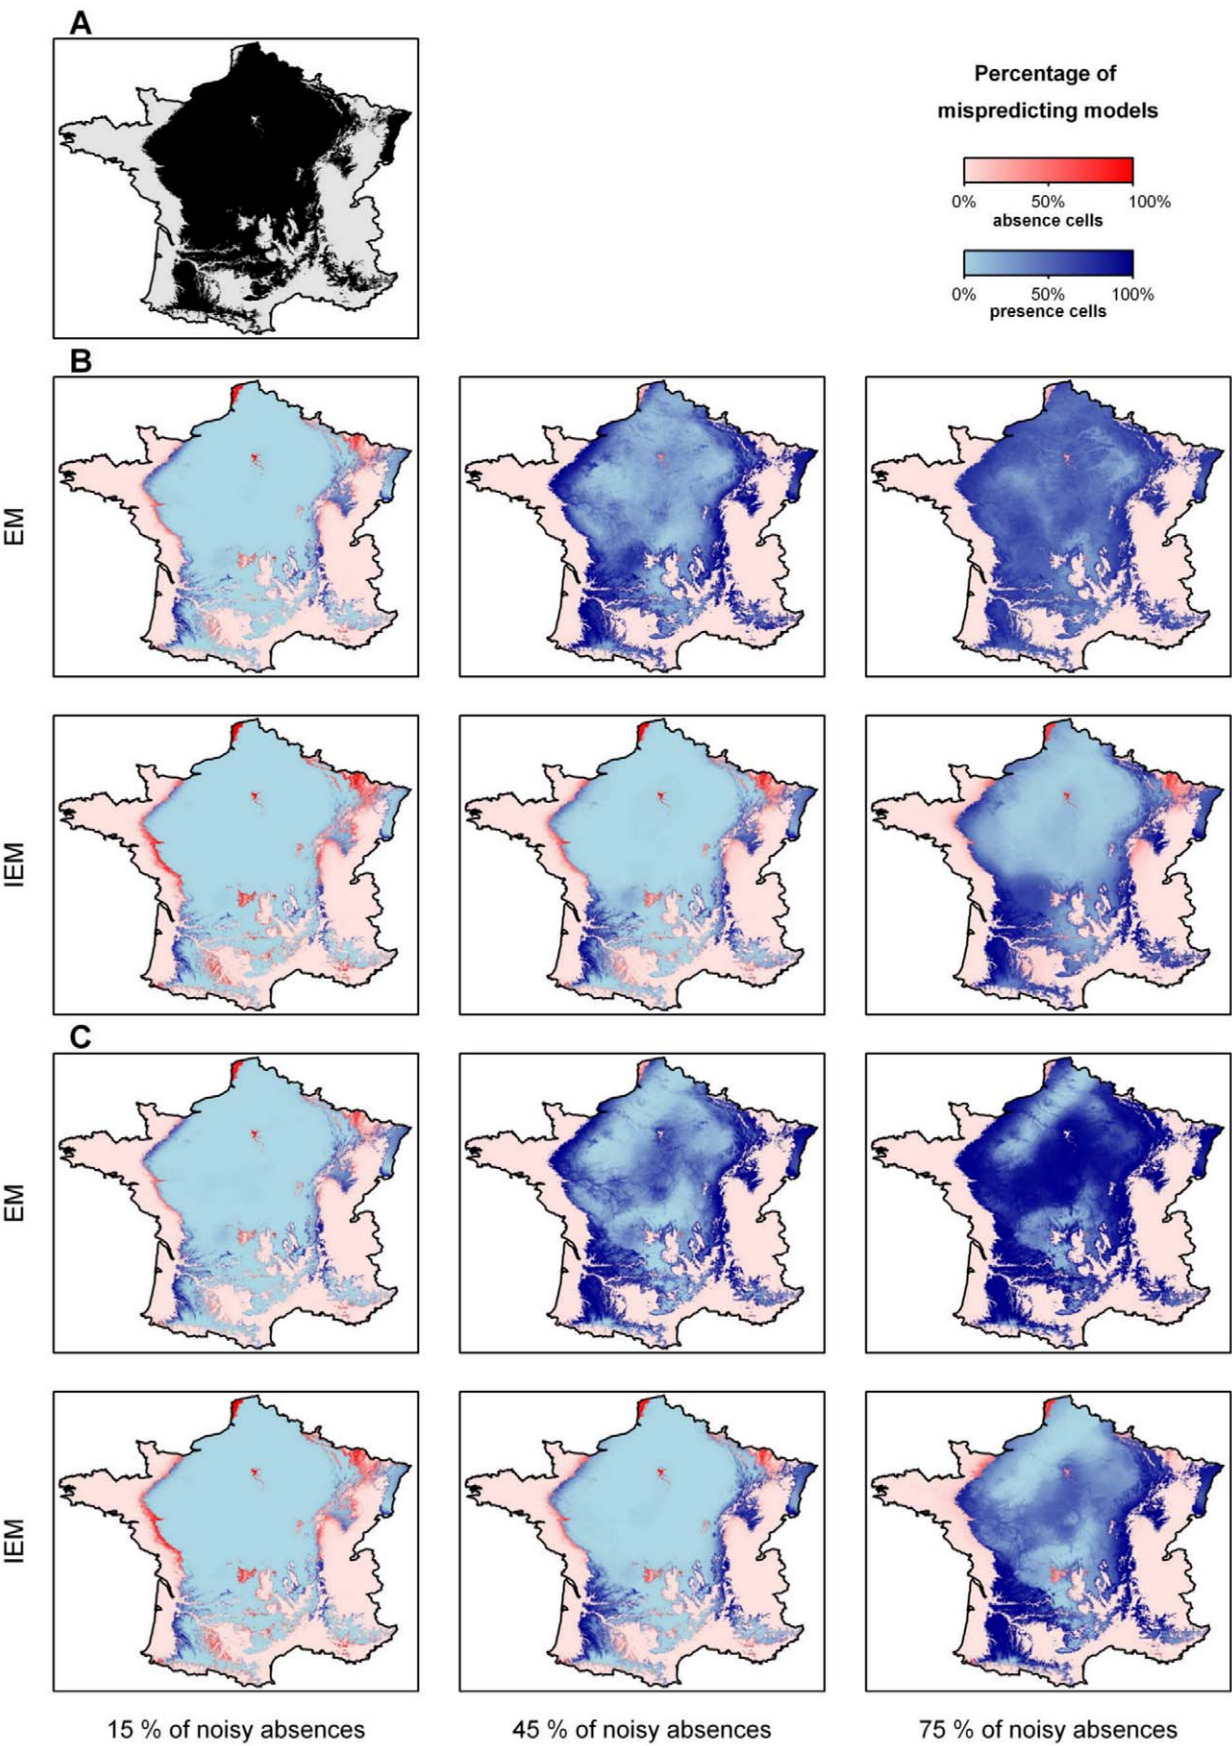 A
Percentage of
mispredicting models
0% 50% 100%
absence cells
0% 50% 100%
presence cells
B
EM
IEM
C
EM
IEM
15 % of noisy absences
45 % of noisy absences
75 % of noisy absences